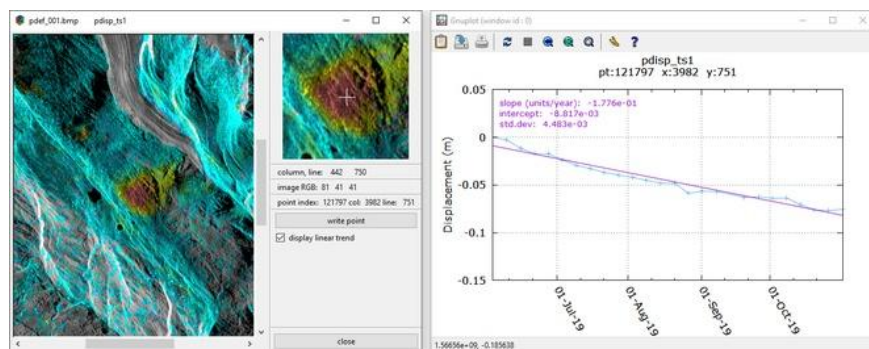 pdef_001.bmp pdisp_ts1
column, line: 442 750
image RGB: 81 41 41
point index: 121797 col: 3982 line: 751
write point
display linear trend
close
Gnuplot (window id : 0)
pdisp_ts1
pt:121797 x:3982 y:751
slope (units/year): -1.776e-01
intercept: -8.817e-03
std.dev: 4.483e-03
Displacement (m)
0.05
0
-0.05
-0.1
-0.15
01-Jul-19
01-Aug-19
01-Sep-19
01-Oct-19
1.56656e+09, -0.185638